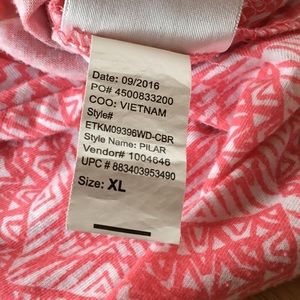 Date: 09/2016
PO# 4500833200
COO: VIETNAM
Style#
ETKM09396WD-CBR
Style Name: PILAR
Vendor# 1004646
UPC # 883403953490
Size: XL